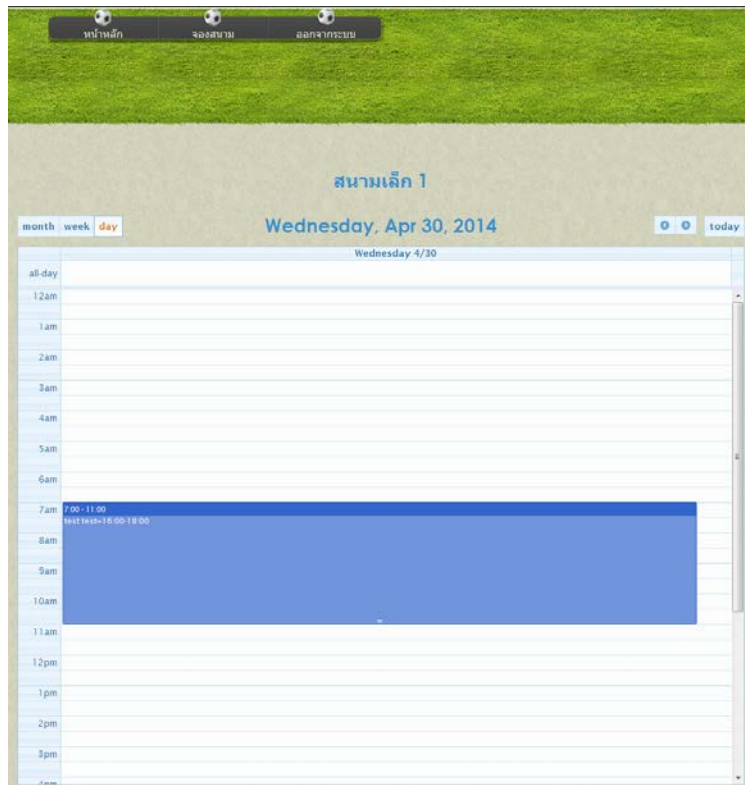 หน้าหลัก จองสนาม ออกจากระบบ
สนามเล็ก 1
month week day Wednesday, Apr 30, 2014 today
Wednesday 4/30
all-day
12am
1am
2am
3am
4am
5am
6am
7am 7:00 - 11:00
test test=16:00-18:00
8am
9am
10am
11am
12pm
1pm
2pm
3pm